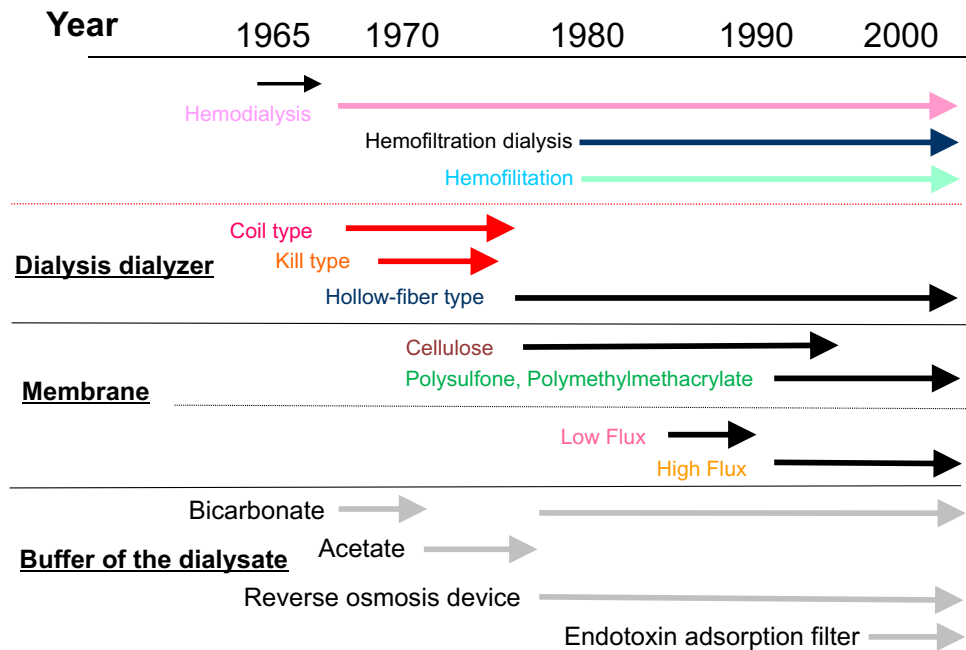 Year
1965 1970 1980 1990 2000
Hemodialysis
Hemofiltration dialysis
Hemofilitation
Coil type
Dialysis dialyzer
Kill type
Hollow-fiber type
Cellulose
Polysulfone, Polymethylmethacrylate
Membrane
Low Flux
High Flux
Bicarbonate
Acetate
Buffer of the dialysate
Reverse osmosis device
Endotoxin adsorption filter